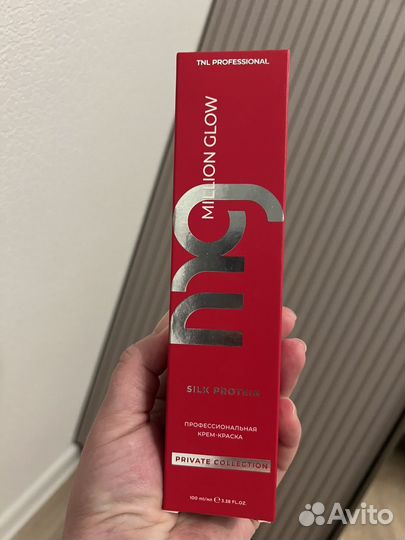 TNL PROFESSIONAL
MILLION GLOW
mg
SILK PROTEIN
ПРОФЕССИОНАЛЬНАЯ
КРЕМ-КРАСКА
PRIVATE COLLECTION
100 ml/мл ℮ 3.38 FL.OZ.
Avito